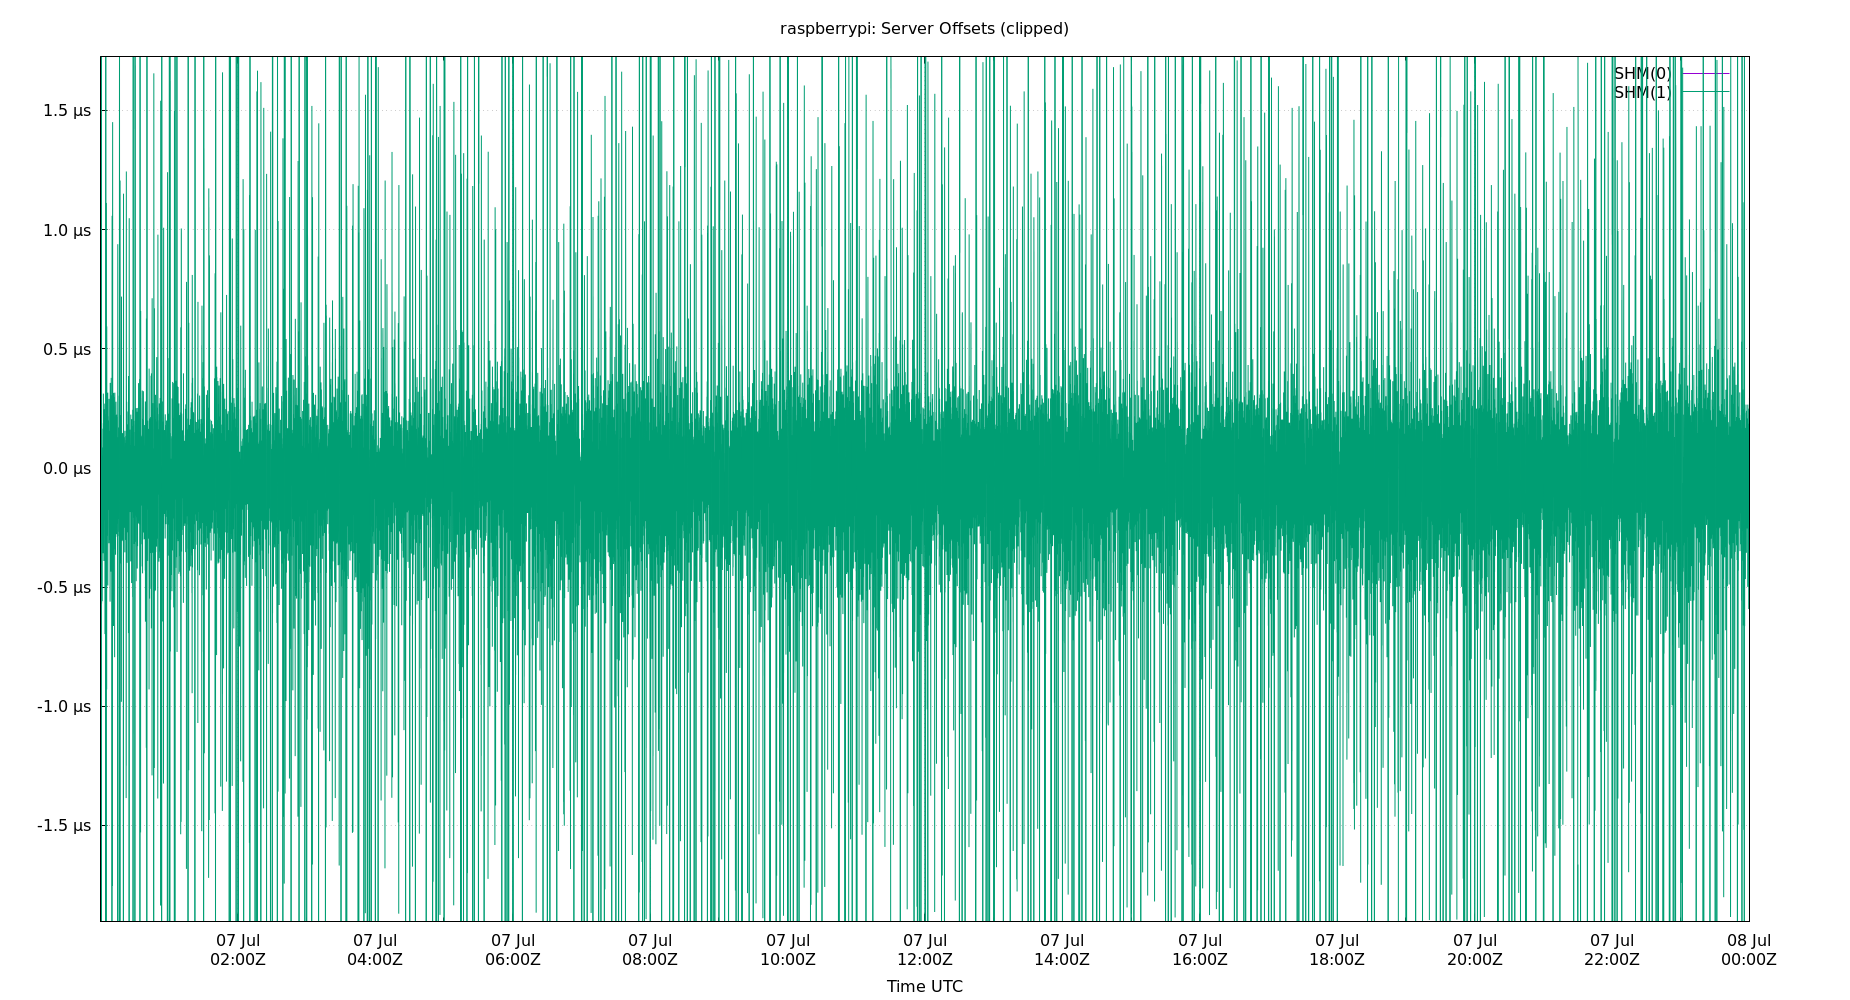 raspberrypi: Server Offsets (clipped)
SHM(0)
SHM(1)
1.5 µs
1.0 µs
0.5 µs
0.0 µs
-0.5 µs
-1.0 µs
-1.5 µs
07 Jul 07 Jul 07 Jul 07 Jul 07 Jul 07 Jul 07 Jul 07 Jul 07 Jul 07 Jul 07 Jul 08 Jul
02:00Z 04:00Z 06:00Z 08:00Z 10:00Z 12:00Z 14:00Z 16:00Z 18:00Z 20:00Z 22:00Z 00:00Z
Time UTC